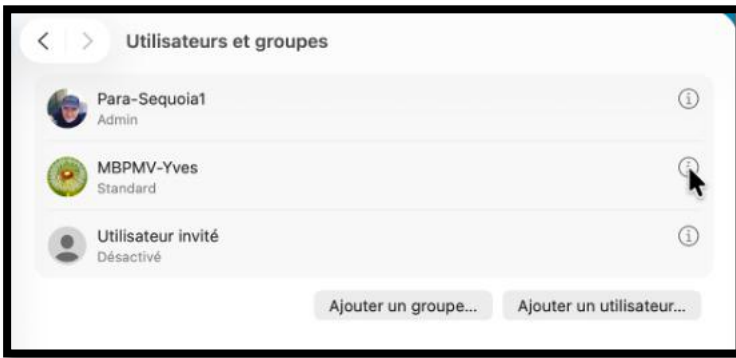 Utilisateurs et groupes
Para-Sequoia1
Admin
MBPMV-Yves
Standard
Utilisateur invité
Désactivé
Ajouter un groupe... Ajouter un utilisateur...